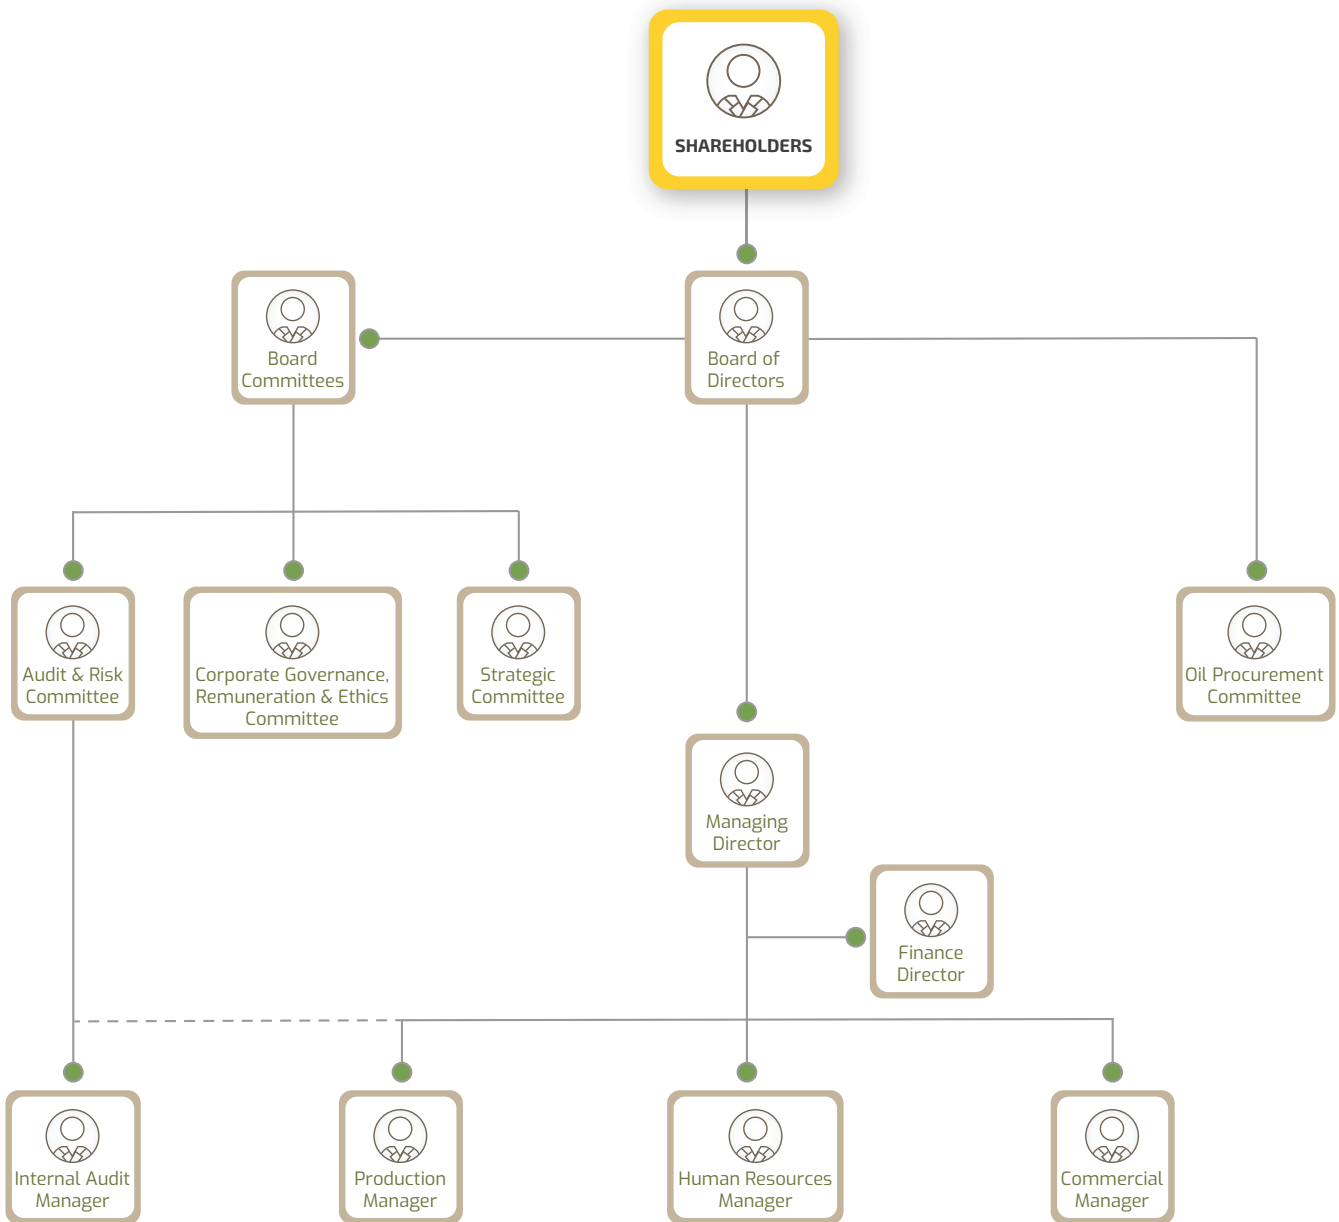 SHAREHOLDERS
Board
Committees
Board of
Directors
Audit & Risk
Committee
Corporate Governance,
Remuneration & Ethics
Committee
Strategic
Committee
Oil Procurement
Committee
Managing
Director
Finance
Director
Internal Audit
Manager
Production
Manager
Human Resources
Manager
Commercial
Manager